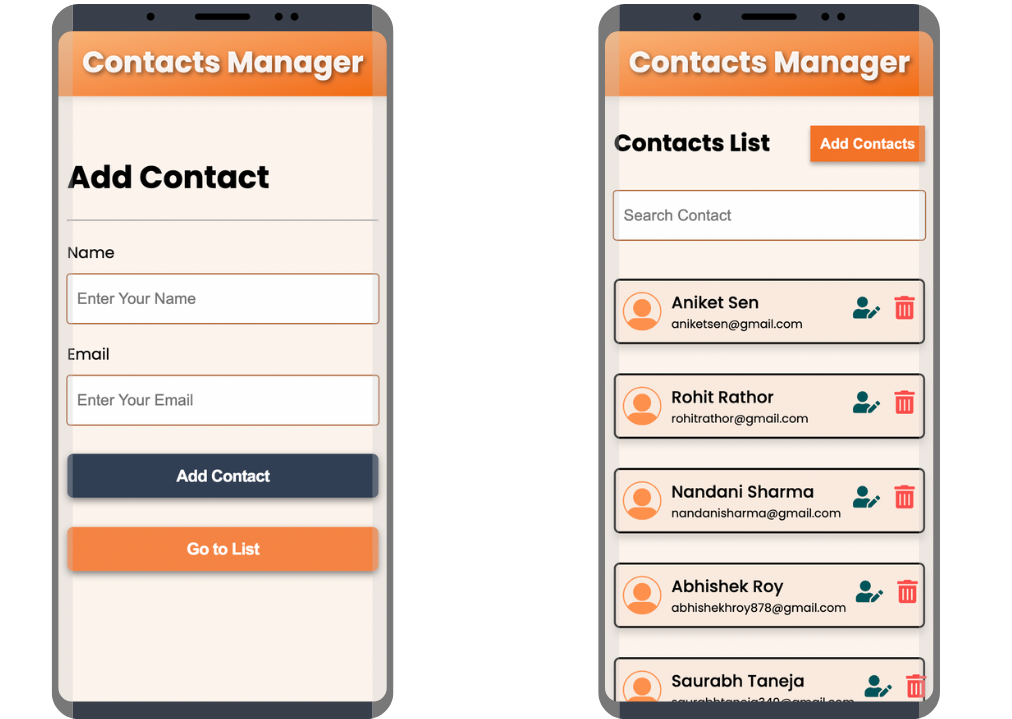 Contacts Manager
Add Contact
Name
Enter Your Name
Email
Enter Your Email
Add Contact
Go to List
Contacts Manager
Contacts List
Add Contacts
Search Contact
Aniket Sen
aniketsen@gmail.com
Rohit Rathor
rohitrathor@gmail.com
Nandani Sharma
nandanisharma@gmail.com
Abhishek Roy
abhishekhroy878@gmail.com
Saurabh Taneja